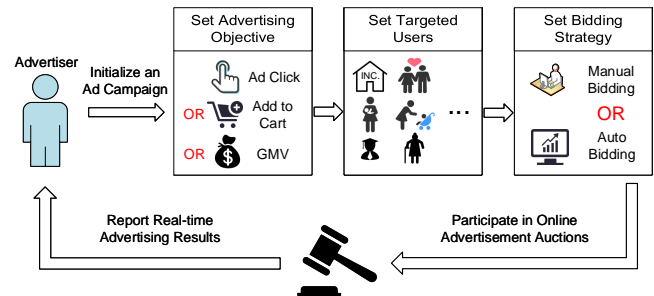 Advertiser
Initialize an
Ad Campaign
Set Advertising
Objective
Ad Click
OR
Add to
Cart
OR
GMV
Set Targeted
Users
INC.
...
Set Bidding
Strategy
Manual
Bidding
OR
Auto
Bidding
Participate in Online
Advertisement Auctions
Report Real-time
Advertising Results